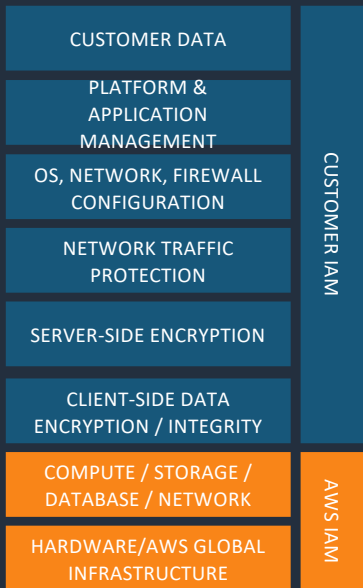 CUSTOMER DATA
PLATFORM &
APPLICATION
MANAGEMENT
OS, NETWORK, FIREWALL
CONFIGURATION
NETWORK TRAFFIC
PROTECTION
SERVER-SIDE ENCRYPTION
CLIENT-SIDE DATA
ENCRYPTION / INTEGRITY
CUSTOMER IAM
COMPUTE / STORAGE /
DATABASE / NETWORK
HARDWARE/AWS GLOBAL
INFRASTRUCTURE
AWS IAM